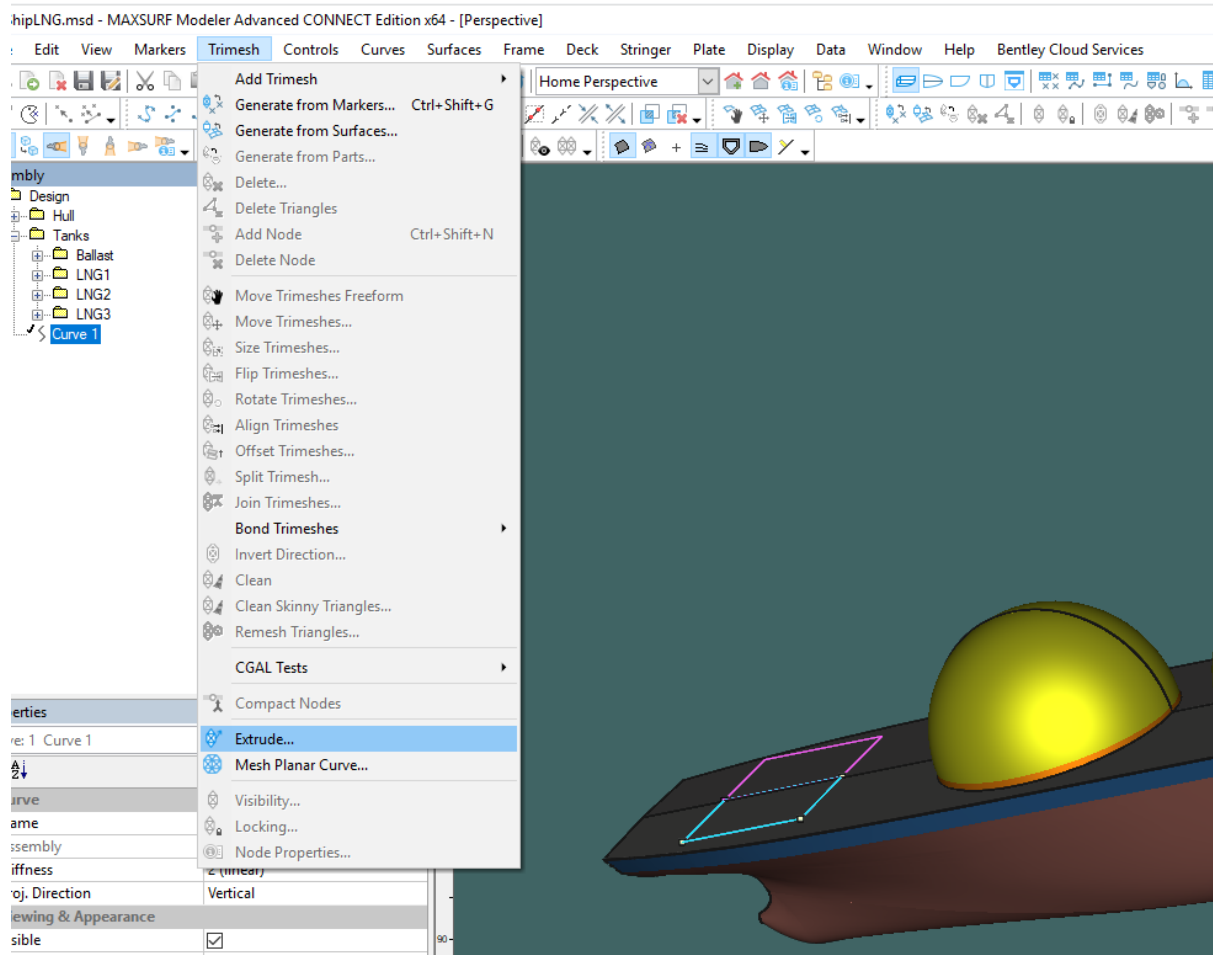 hipLNG.msd - MAXSURF Modeler Advanced CONNECT Edition x64 - [Perspective]
Edit View Markers Trimesh Controls Curves Surfaces Frame Deck Stringer Plate Display Data Window Help Bentley Cloud Services
Home Perspective
mbly
Design
Hull
Tanks
Ballast
LNG1
LNG2
LNG3
Curve 1
Add Trimesh
Generate from Markers... Ctrl+Shift+G
Generate from Surfaces...
Generate from Parts...
Delete...
Delete Triangles
Add Node Ctrl+Shift+N
Delete Node
Move Trimeshes Freeform
Move Trimeshes...
Size Trimeshes...
Flip Trimeshes...
Rotate Trimeshes...
Align Trimeshes
Offset Trimeshes...
Split Trimesh...
Join Trimeshes...
Bond Trimeshes
Invert Direction...
Clean
Clean Skinny Triangles...
Remesh Triangles...
CGAL Tests
Compact Nodes
Extrude...
Mesh Planar Curve...
Visibility...
Locking...
Node Properties...
erties
ve: 1 Curve 1
urve
ame
ssembly
iffness 2 (linear)
roj. Direction Vertical
ewing & Appearance
sible
90